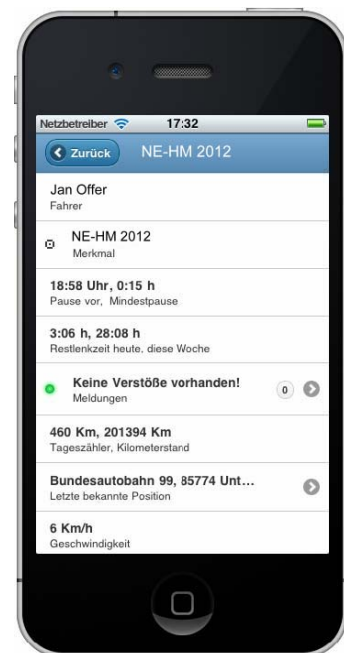 Netzbetreiber 17:32
Zurück NE-HM 2012
Jan Offer
Fahrer
NE-HM 2012
Merkmal
18:58 Uhr, 0:15 h
Pause vor, Mindestpause
3:06 h, 28:08 h
Restlenkzeit heute, diese Woche
Keine Verstöße vorhanden! 0
Meldungen
460 Km, 201394 Km
Tageszähler, Kilometerstand
Bundesautobahn 99, 85774 Unt...
Letzte bekannte Position
6 Km/h
Geschwindigkeit